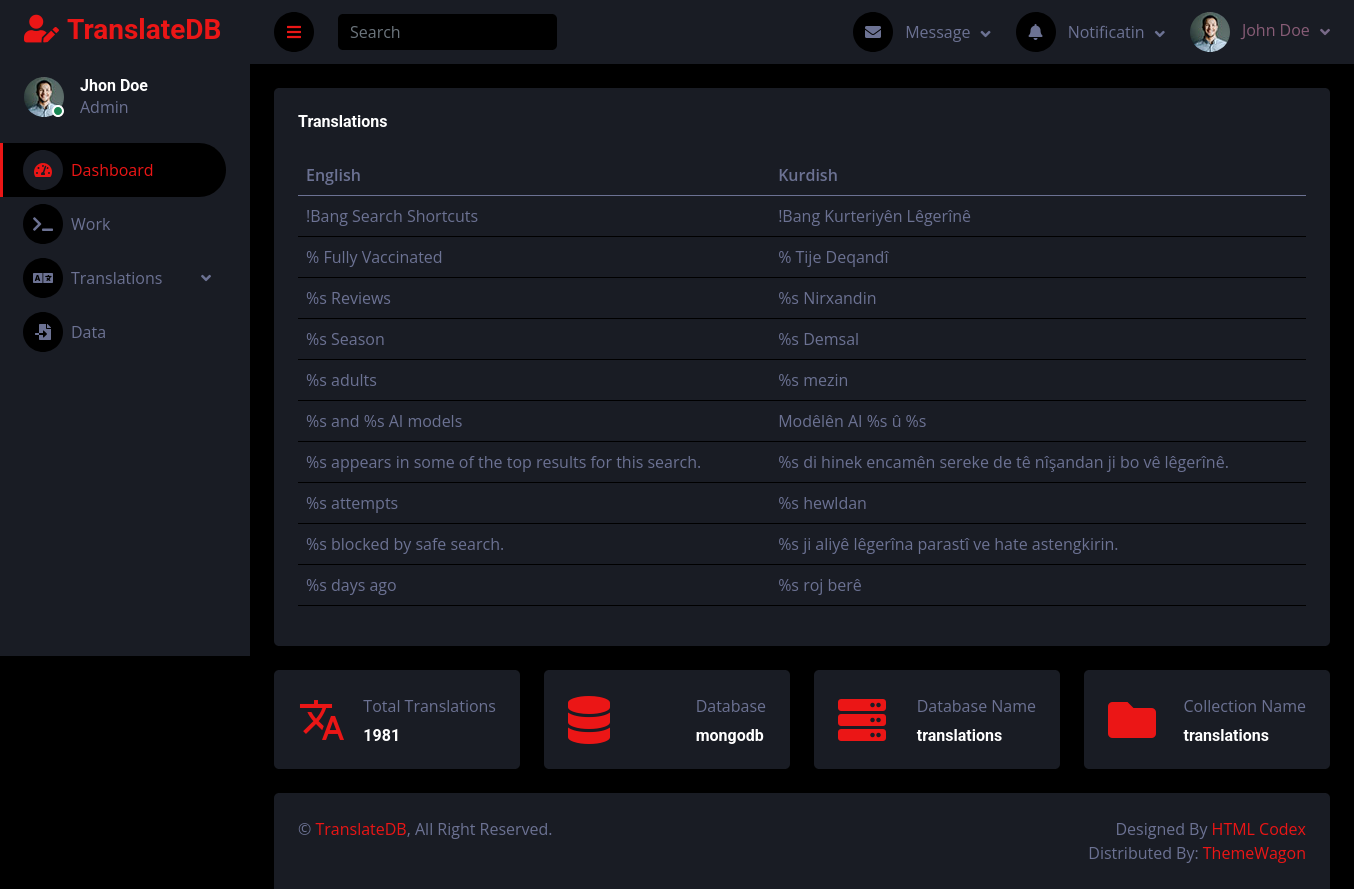 TranslateDB
Search
Message
Notificatin
John Doe
Jhon Doe
Admin
Dashboard
Work
Translations
Data
Translations
English Kurdish
!Bang Search Shortcuts !Bang Kurteriyên Lêgerînê
% Fully Vaccinated % Tije Deqandî
%s Reviews %s Nirxandin
%s Season %s Demsal
%s adults %s mezin
%s and %s AI models Modêlên AI %s û %s
%s appears in some of the top results for this search. %s di hinek encamên sereke de tê nîşandan ji bo vê lêgerînê.
%s attempts %s hewldan
%s blocked by safe search. %s ji aliyê lêgerîna parastî ve hate astengkirin.
%s days ago %s roj berê
Total Translations
1981
Database
mongodb
Database Name
translations
Collection Name
translations
© TranslateDB, All Right Reserved.
Designed By HTML Codex
Distributed By: ThemeWagon